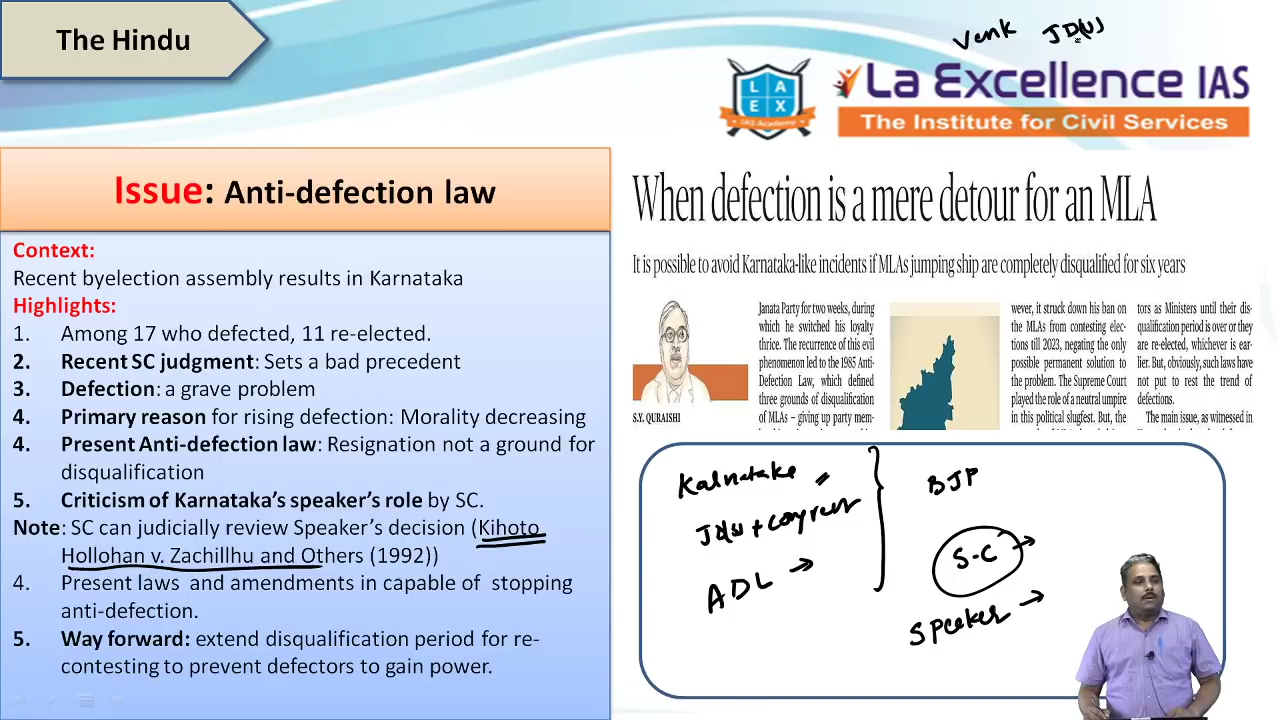 The Hindu
Venk JD(U)
L A
E X
IAS Academy
La Excellence IAS
The Institute for Civil Services
Issue: Anti-defection law
Context:
Recent byelection assembly results in Karnataka
Highlights:
1. Among 17 who defected, 11 re-elected.
2. Recent SC judgment: Sets a bad precedent
3. Defection: a grave problem
4. Primary reason for rising defection: Morality decreasing
4. Present Anti-defection law: Resignation not a ground for
disqualification
5. Criticism of Karnataka's speaker's role by SC.
Note: SC can judicially review Speaker's decision (Kihoto
Hollohan v. Zachillhu and Others (1992))
4. Present laws and amendments in capable of stopping
anti-defection.
5. Way forward: extend disqualification period for re-
contesting to prevent defectors to gain power.
When defection is a mere detour for an MLA
It is possible to avoid Karnataka-like incidents if MLAs jumping ship are completely disqualified for six years
S.Y. QURAISHI
Janata Party for two weeks, during
which he switched his loyalty
thrice. The recurrence of this evil
phenomenon led to the 1985 Anti-
Defection Law, which defined
three grounds of disqualification
of MLAs – giving up party mem-
wever, it struck down his ban on
the MLAs from contesting elec-
tions till 2023, negating the only
possible permanent solution to
the problem. The Supreme Court
played the role of a neutral umpire
in this political slugfest. But, the
tors as Ministers until their dis-
qualification period is over or they
are re-elected, whichever is ear-
lier. But, obviously, such laws have
not put to rest the trend of
defections.
The main issue, as witnessed in
Karnataka
+ Congress
ADL →
BJP
S-C →
Speaker →